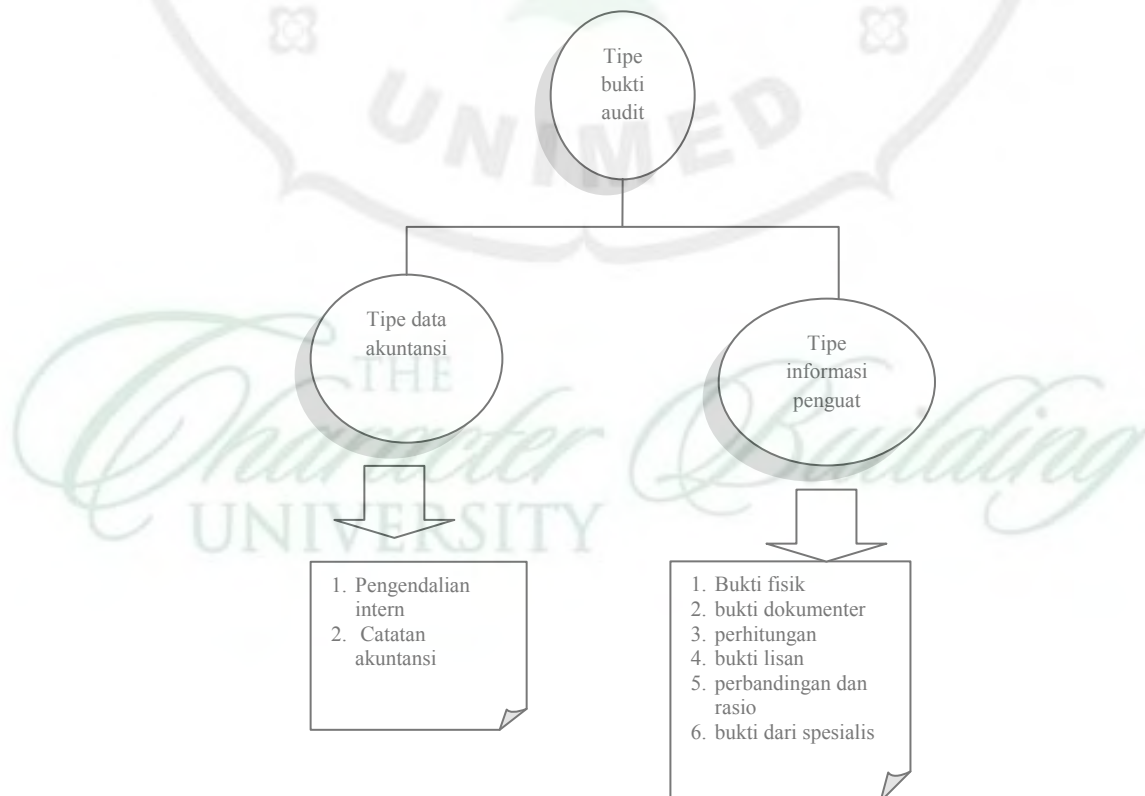 UNIMED
Tipe
bukti
audit
Tipe data
akuntansi
Tipe
informasi
penguat
THE
Character Building
UNIVERSITY
1. Pengendalian
intern
2. Catatan
akuntansi
1. Bukti fisik
2. bukti dokumenter
3. perhitungan
4. bukti lisan
5. perbandingan dan
rasio
6. bukti dari spesialis